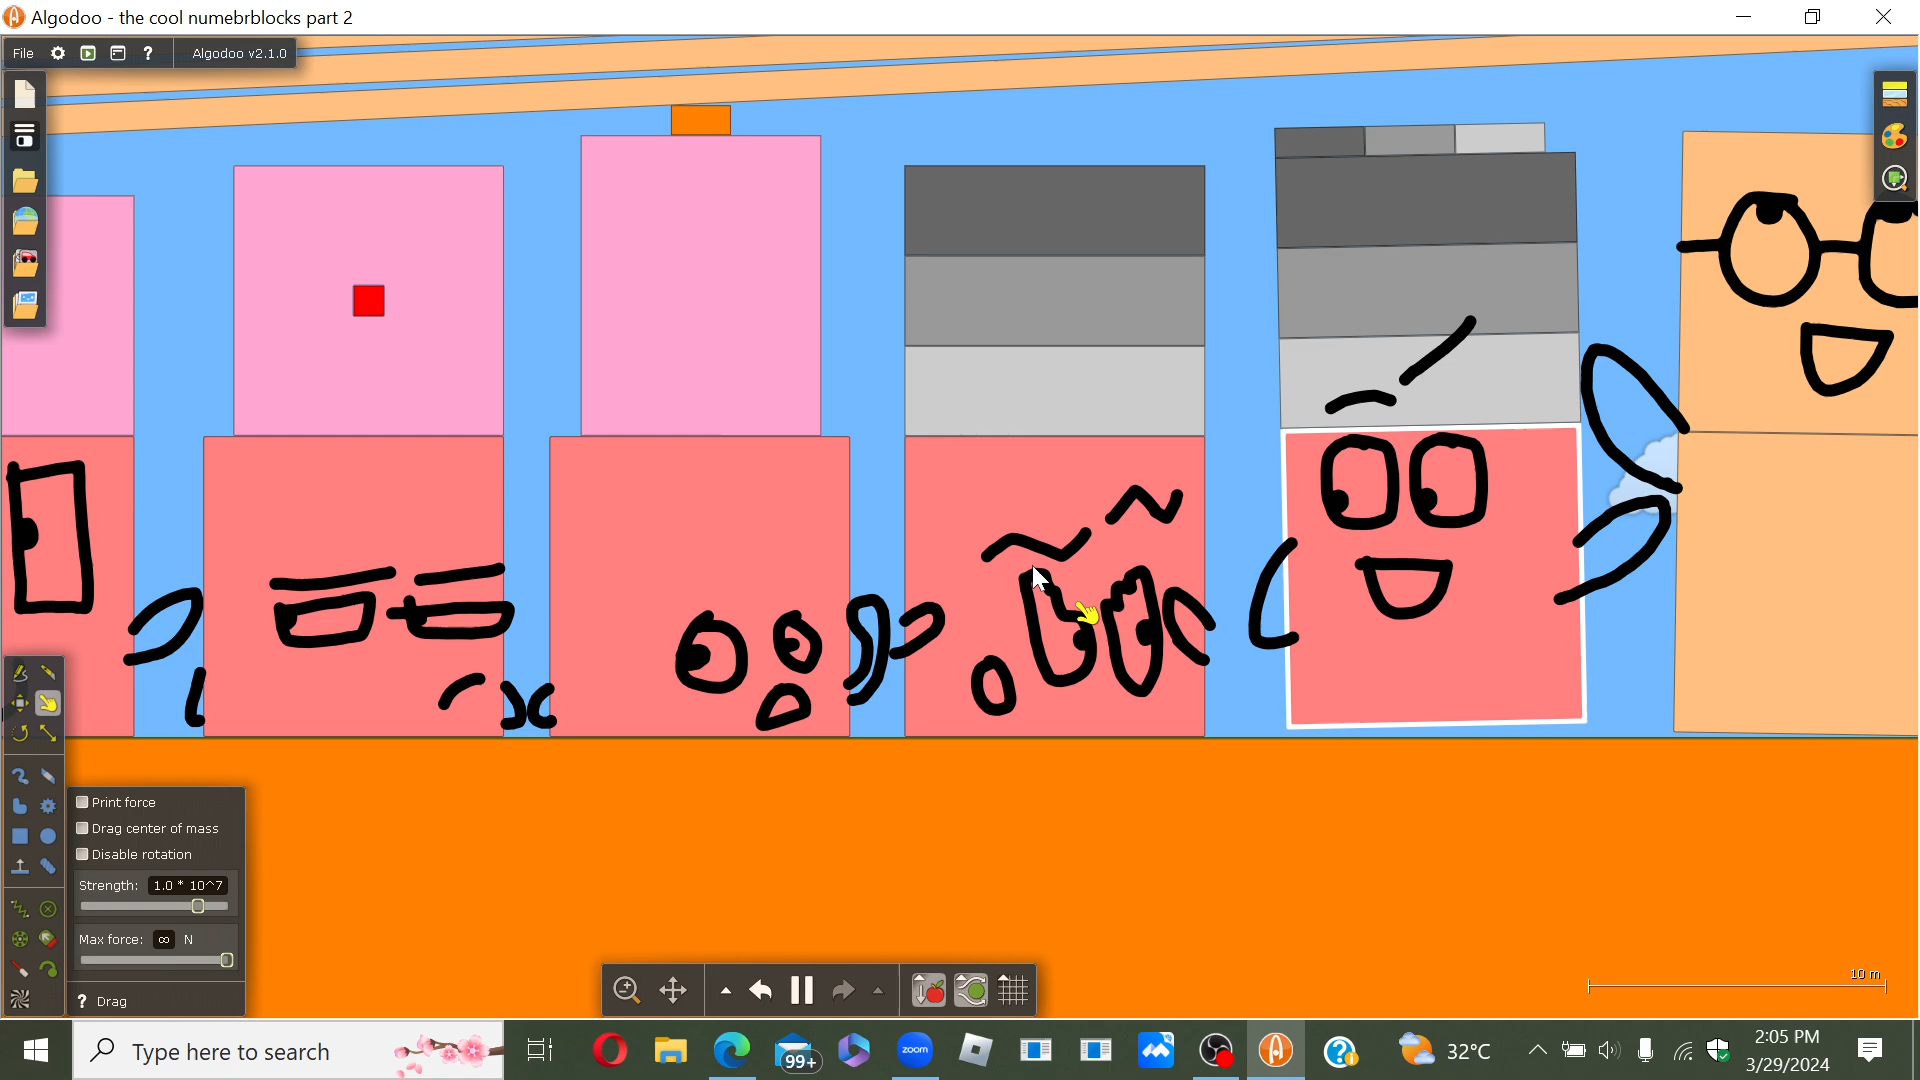 Algodoo - the cool numebrblocks part 2
File
?
Algodoo v2.1.0
Print force
Drag center of mass
Disable rotation
Strength: 1.0 * 10^7
Max force: ∞ N
? Drag
10 m
Type here to search
99+
zoom
32°C
2:05 PM
3/29/2024